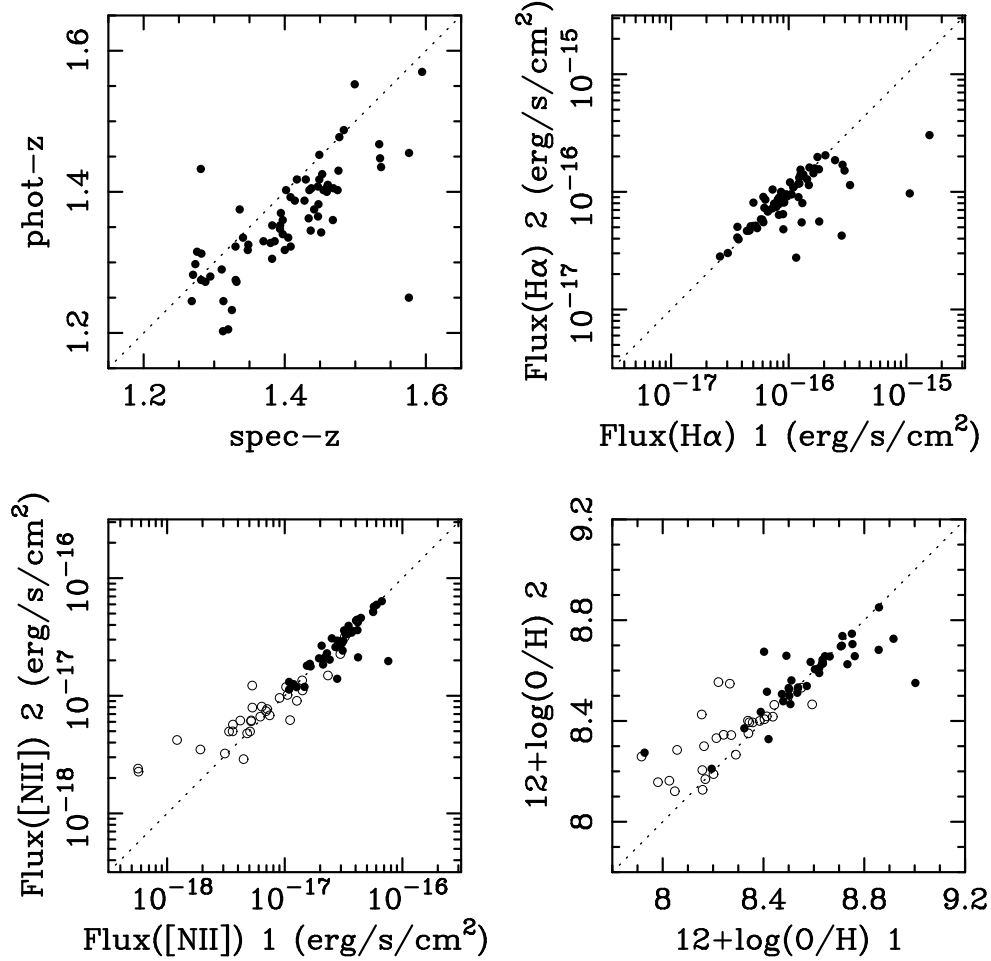 phot-z
1.6
1.4
1.2
1.2 1.4 1.6
spec-z
Flux(Hα) 2 (erg/s/cm²)
10⁻¹⁵
10⁻¹⁶
10⁻¹⁷
10⁻¹⁷ 10⁻¹⁶ 10⁻¹⁵
Flux(Hα) 1 (erg/s/cm²)
Flux([NII]) 2 (erg/s/cm²)
10⁻¹⁶
10⁻¹⁷
10⁻¹⁸
10⁻¹⁸ 10⁻¹⁷ 10⁻¹⁶
Flux([NII]) 1 (erg/s/cm²)
12+log(O/H) 2
9.2
8.8
8.4
8
8 8.4 8.8 9.2
12+log(O/H) 1